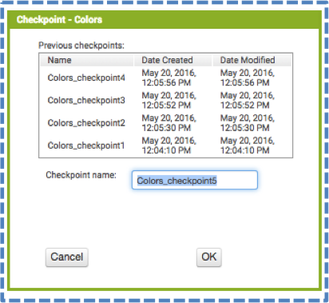 Checkpoint - Colors
Previous checkpoints:
Name Date Created Date Modified
Colors_checkpoint4 May 20, 2016, 12:05:56 PM May 20, 2016, 12:05:56 PM
Colors_checkpoint3 May 20, 2016, 12:05:52 PM May 20, 2016, 12:05:52 PM
Colors_checkpoint2 May 20, 2016, 12:05:30 PM May 20, 2016, 12:05:30 PM
Colors_checkpoint1 May 20, 2016, 12:04:10 PM May 20, 2016, 12:04:10 PM
Checkpoint name: Colors_checkpoint5
Cancel OK